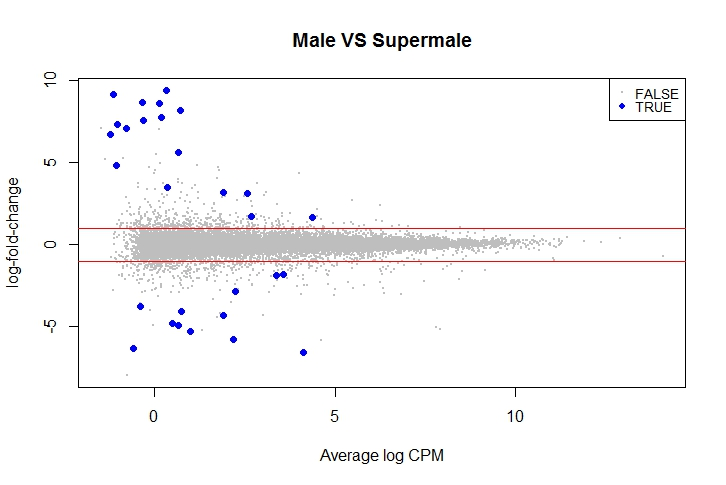 Male VS Supermale
10
5
0
-5
log-fold-change
FALSE
TRUE
0
5
10
Average log CPM